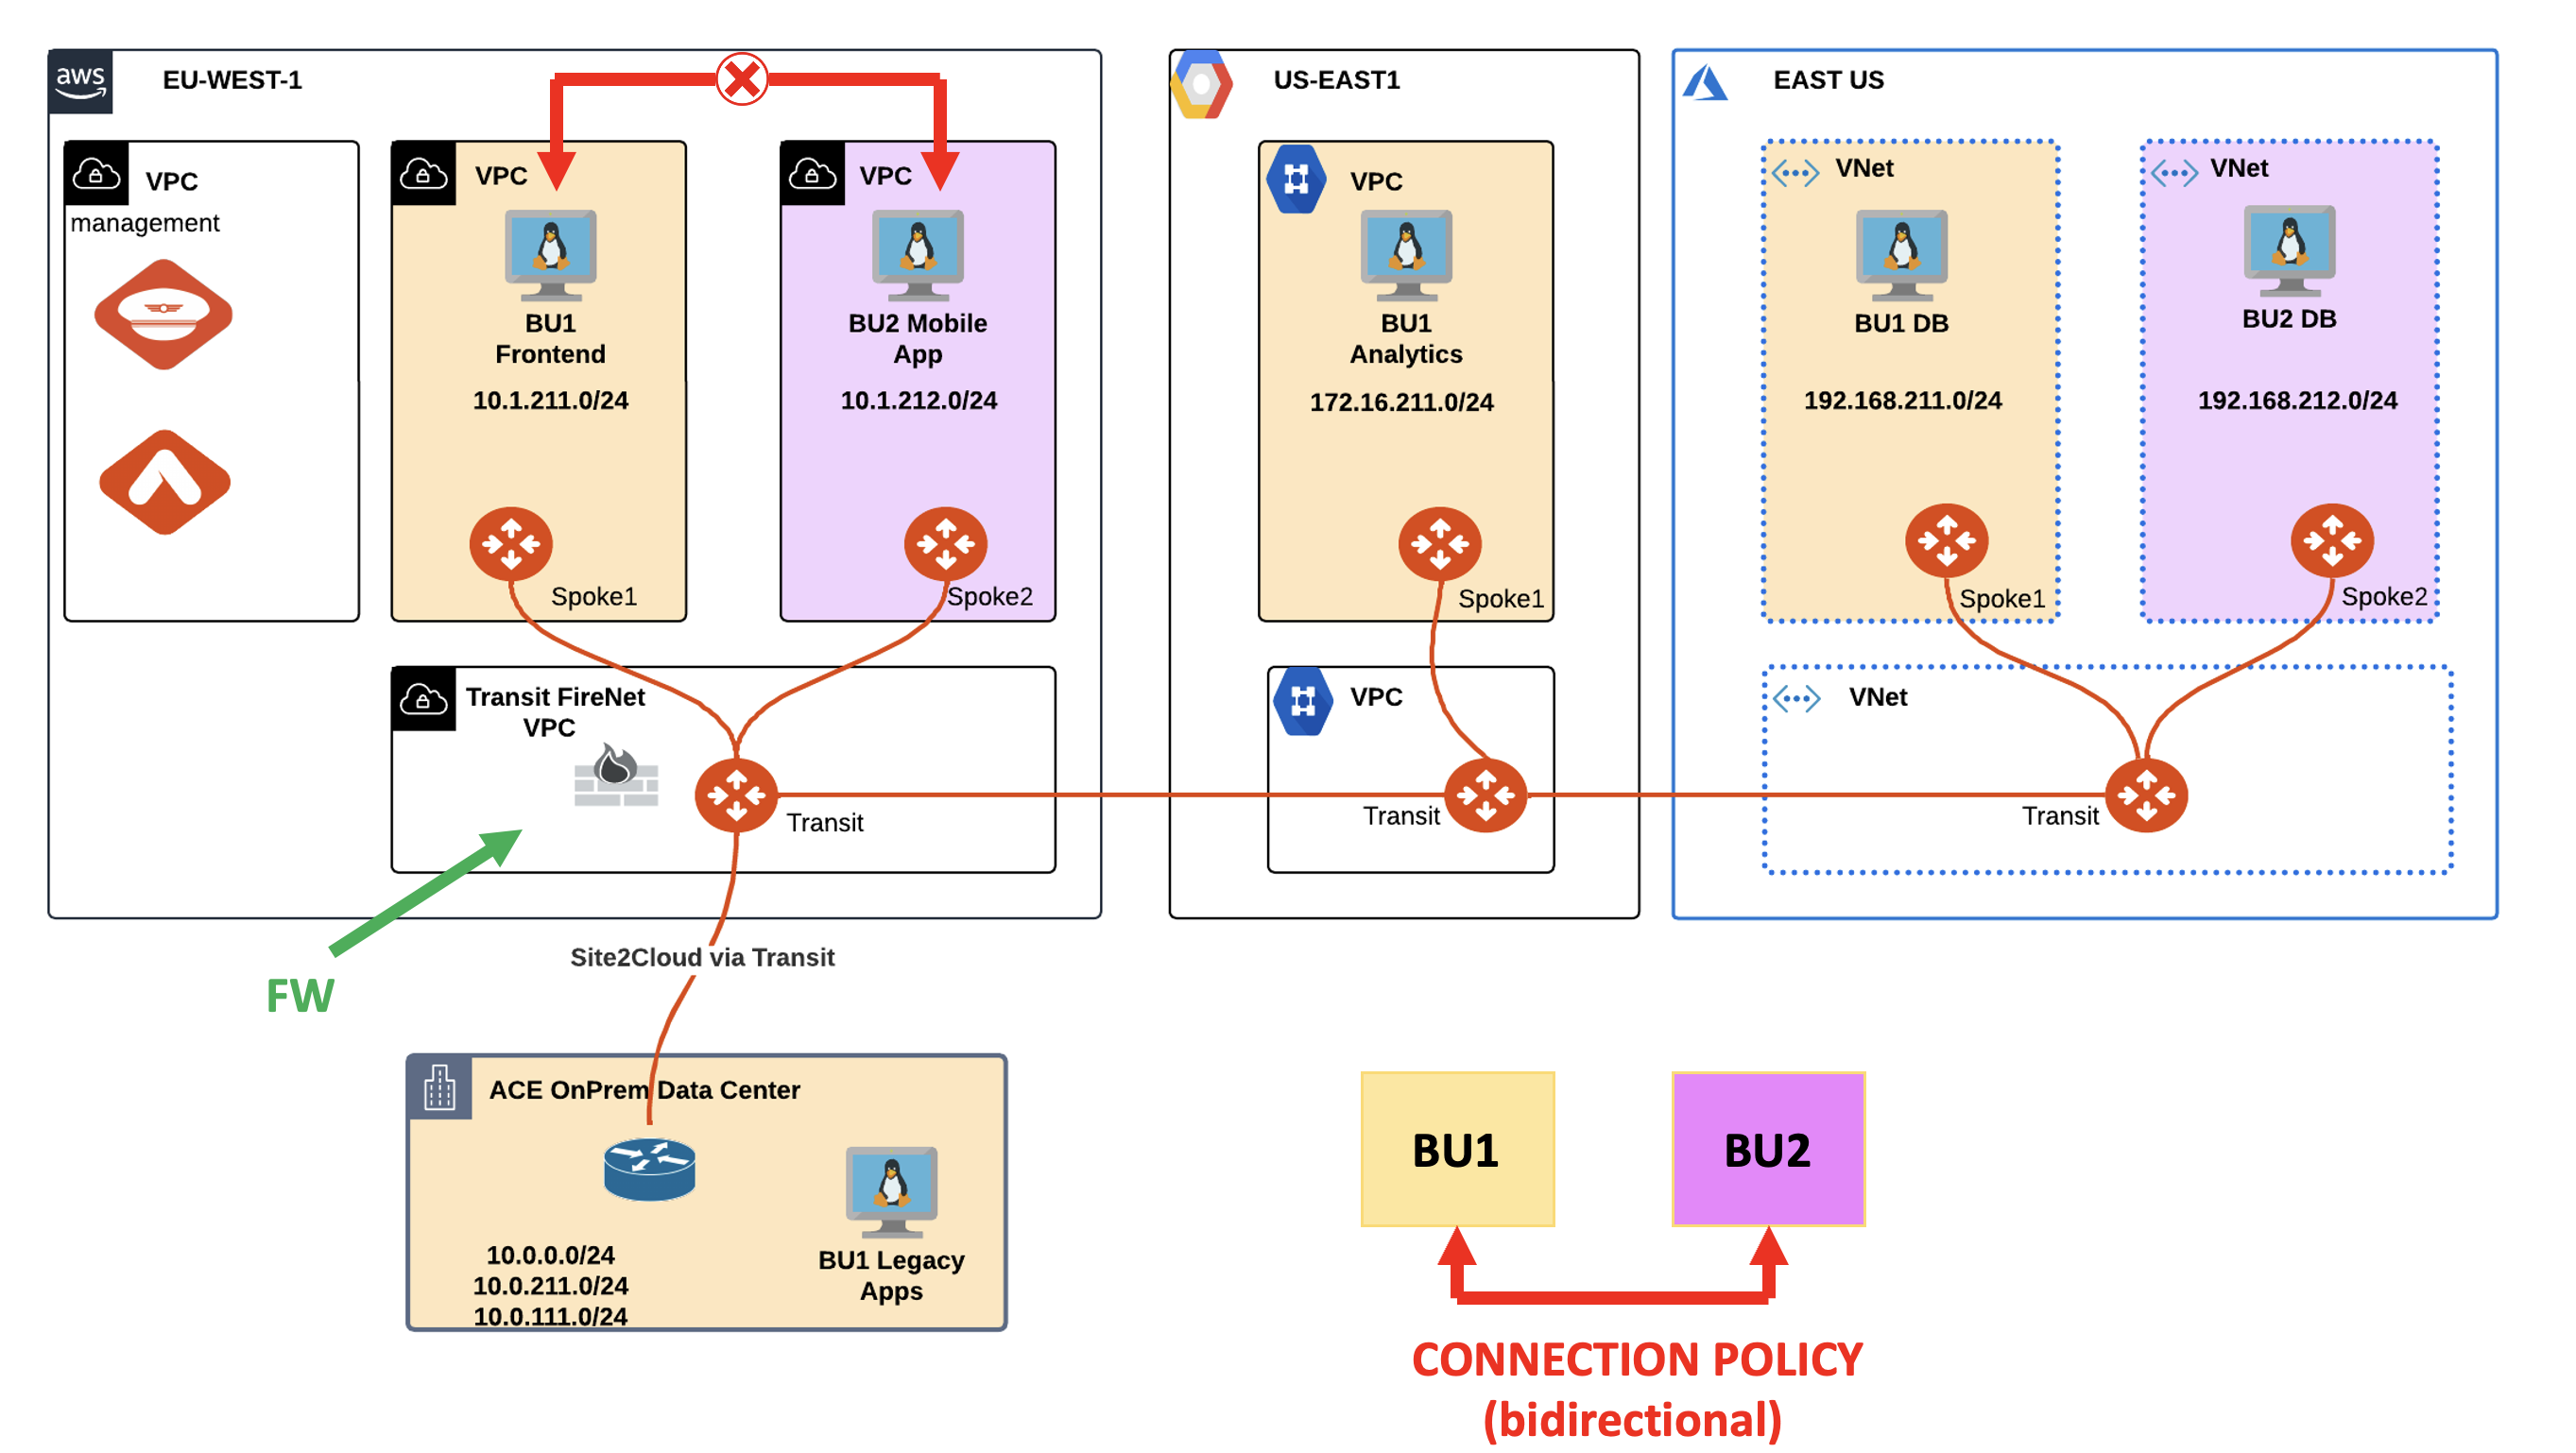 aws
EU-WEST-1
VPC
management
VPC
BU1
Frontend
10.1.211.0/24
Spoke1
VPC
BU2 Mobile
App
10.1.212.0/24
Spoke2
Transit FireNet
VPC
Transit
FW
Site2Cloud via Transit
ACE OnPrem Data Center
10.0.0.0/24
10.0.211.0/24
10.0.111.0/24
BU1 Legacy
Apps
US-EAST1
VPC
BU1
Analytics
172.16.211.0/24
Spoke1
VPC
Transit
EAST US
VNet
BU1 DB
192.168.211.0/24
Spoke1
VNet
BU2 DB
192.168.212.0/24
Spoke2
VNet
Transit
BU1
BU2
CONNECTION POLICY
(bidirectional)